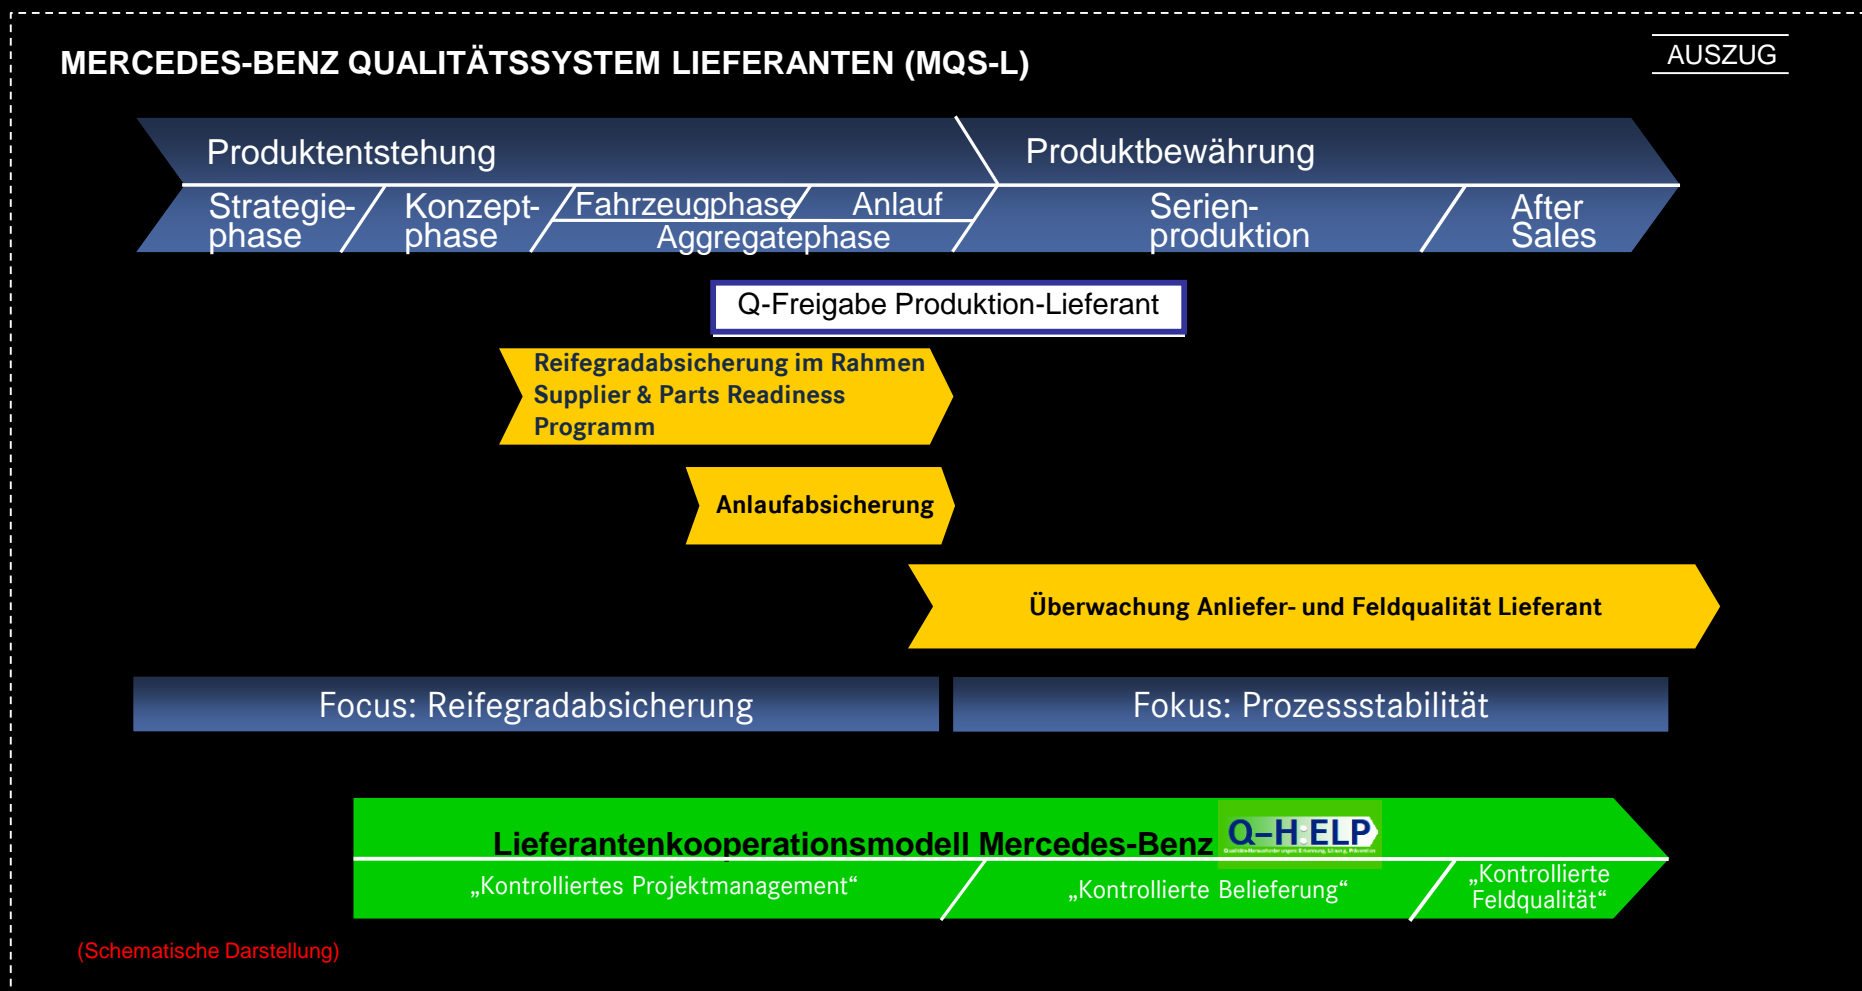 MERCEDES-BENZ QUALITÄTSSYSTEM LIEFERANTEN (MQS-L)
AUSZUG
Produktentstehung
Produktbewährung
Strategie-
phase
Konzept-
phase
Fahrzeugphase
Anlauf
Aggregatephase
Serien-
produktion
After
Sales
Q-Freigabe Produktion-Lieferant
Reifegradabsicherung im Rahmen
Supplier & Parts Readiness
Programm
Anlaufabsicherung
Überwachung Anliefer- und Feldqualität Lieferant
Focus: Reifegradabsicherung
Fokus: Prozessstabilität
Lieferantenkooperationsmodell Mercedes-Benz
Q–H:ELP
„Kontrolliertes Projektmanagement“
„Kontrollierte Belieferung“
„Kontrollierte
Feldqualität“
(Schematische Darstellung)